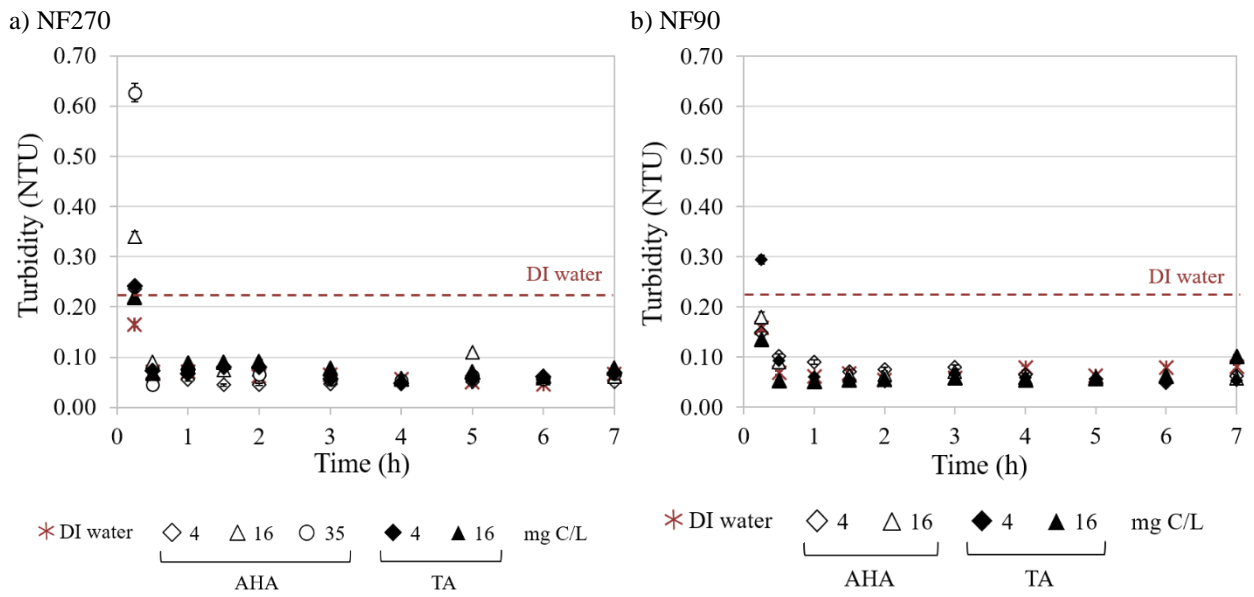 a) NF270
b) NF90
Turbidity (NTU)
0.70
0.60
0.50
0.40
0.30
0.20
0.10
0.00
DI water
0 1 2 3 4 5 6 7
Time (h)
DI water 4 16 35 4 16 mg C/L
AHA TA
Turbidity (NTU)
0.70
0.60
0.50
0.40
0.30
0.20
0.10
0.00
DI water
0 1 2 3 4 5 6 7
Time (h)
DI water 4 16 4 16 mg C/L
AHA TA